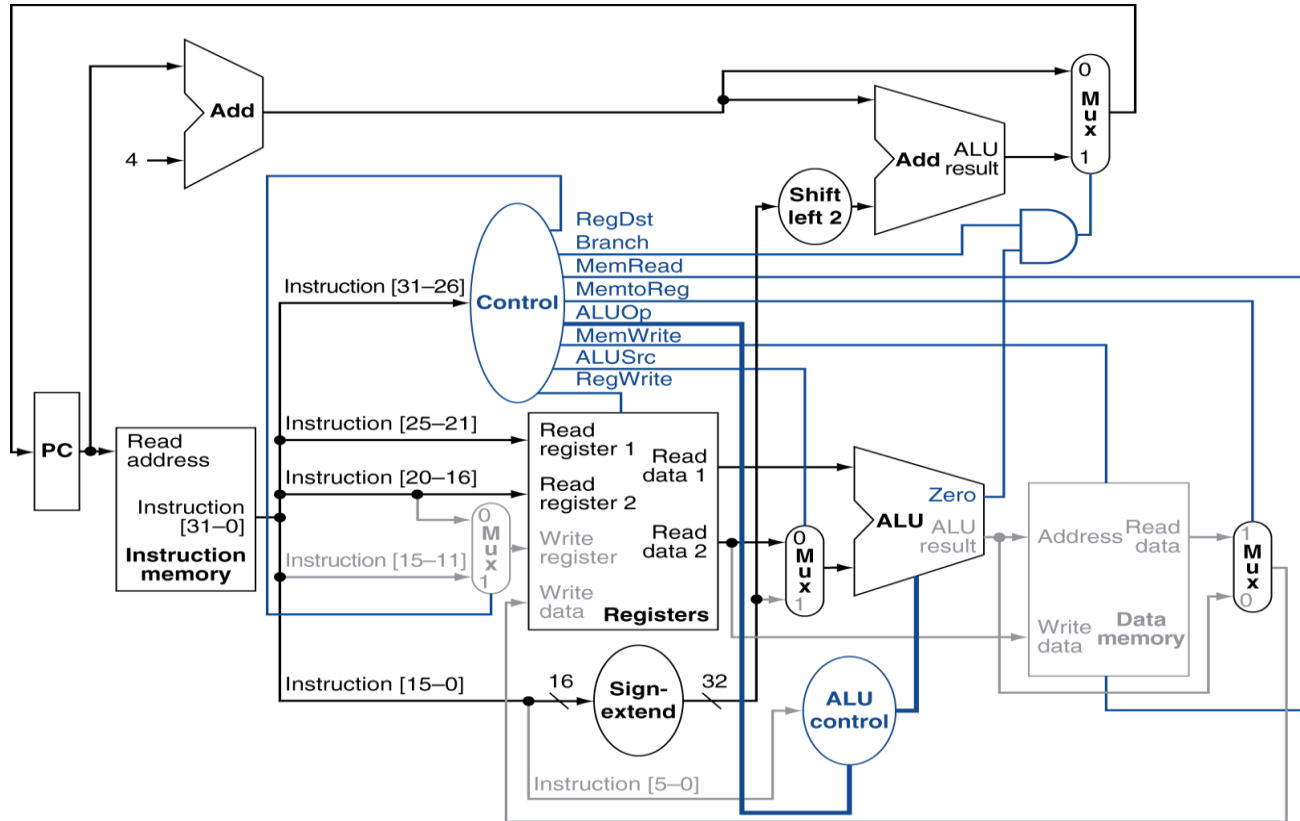 0
M
u
x
1
Add
Add
ALU
result
4
Shift
left 2
RegDst
Branch
MemRead
Instruction [31–26]
Control
MemtoReg
ALUOp
MemWrite
ALUSrc
RegWrite
PC
Read
address
Instruction
[31–0]
Instruction
memory
Instruction [25–21]
Instruction [20–16]
Instruction [15–11]
0
M
u
x
1
Read
register 1
Read
register 2
Write
register
Write
data
Read
data 1
Read
data 2
Registers
0
M
u
x
1
Zero
ALU
ALU
result
Address
Read
data
Write
data
Data
memory
1
M
u
x
0
Instruction [15–0]
16
Sign-
extend
32
ALU
control
Instruction [5–0]